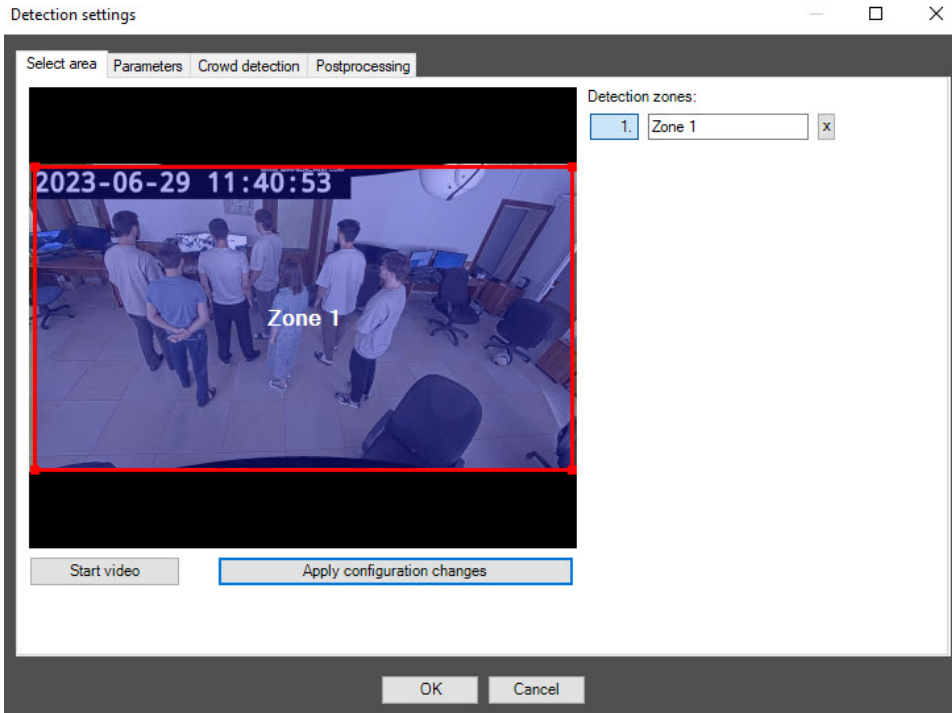 Detection settings
Select area Parameters Crowd detection Postprocessing
Detection zones:
1. Zone 1 x
2023-06-29 11:40:53
Zone 1
Start video Apply configuration changes
OK Cancel